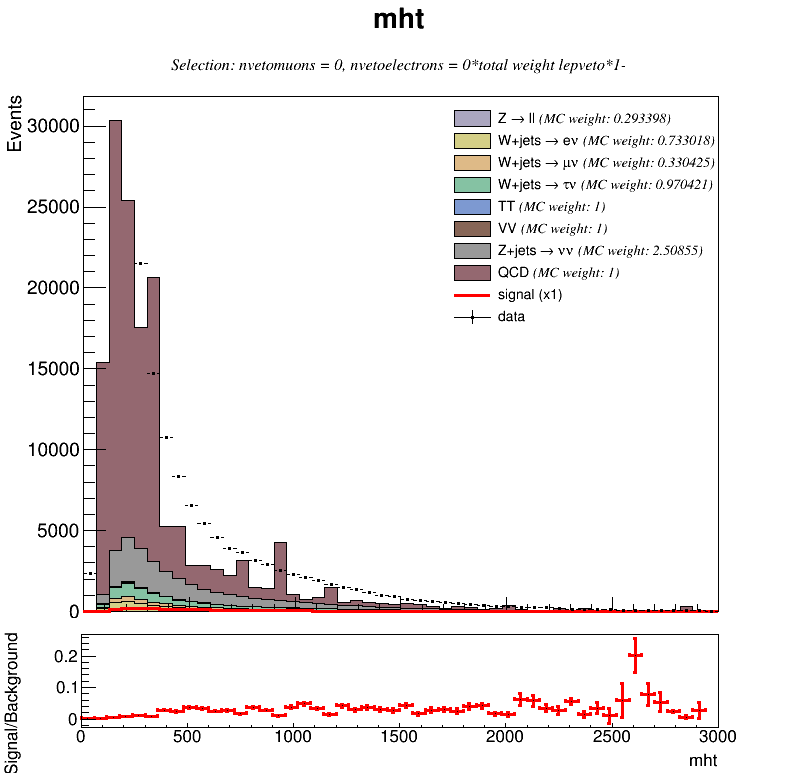 mht
Selection: nvetomuons = 0, nvetoelectrons = 0*total weight lepveto*1-
Events
30000
25000
20000
15000
10000
5000
0
Z → ll (MC weight: 0.293398)
W+jets → eν (MC weight: 0.733018)
W+jets → μν (MC weight: 0.330425)
W+jets → τν (MC weight: 0.970421)
TT (MC weight: 1)
VV (MC weight: 1)
Z+jets → νν (MC weight: 2.50855)
QCD (MC weight: 1)
signal (x1)
data
Signal/Background
0.2
0.1
0
0 500 1000 1500 2000 2500 3000
mht